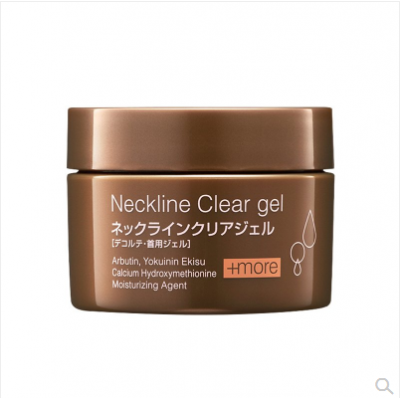 Neckline Clear gel
ネックラインクリアジェル
[デコルテ・首用ジェル]
Arbutin, Yokuinin Ekisu
Calcium Hydroxymethionine
Moisturizing Agent
+more